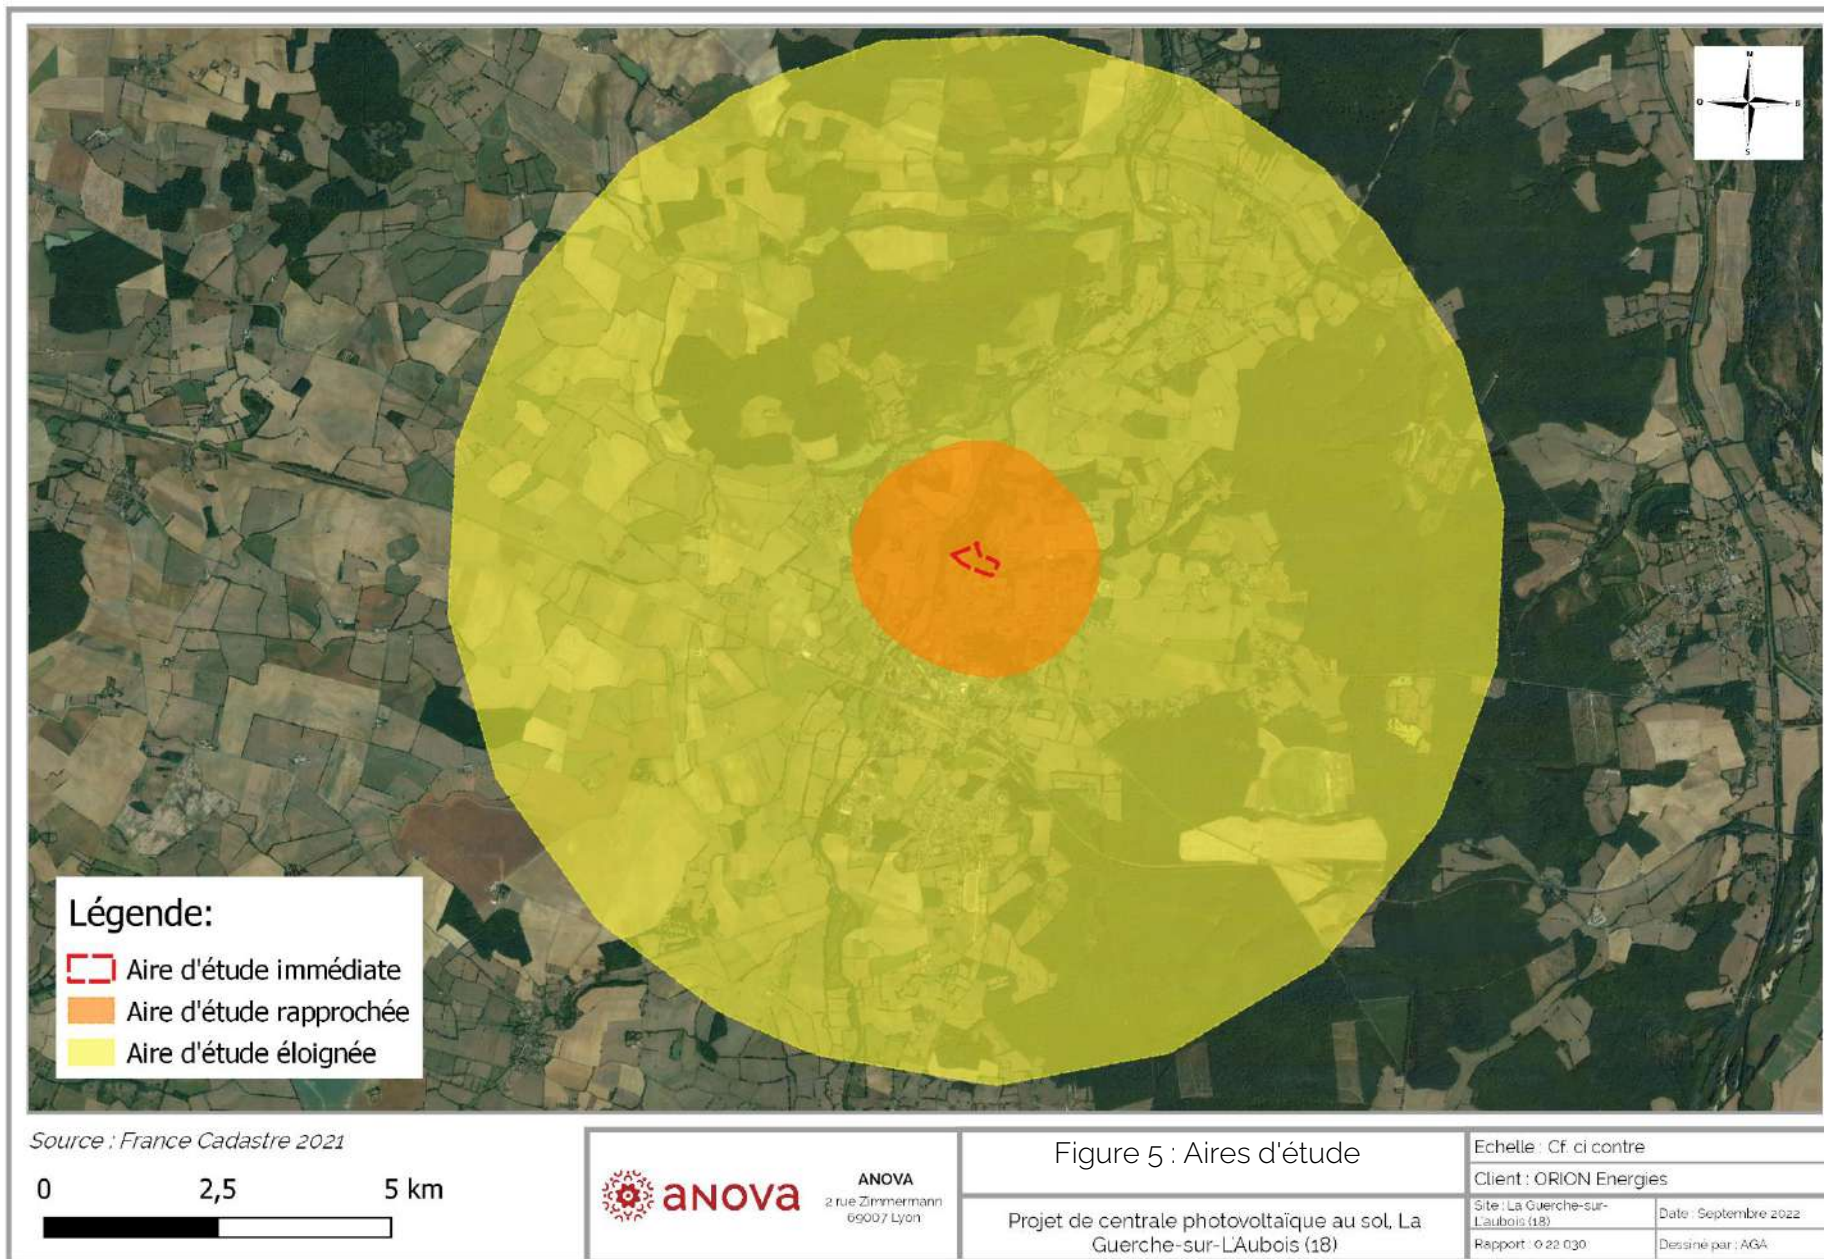 N
O
E
S
Légende:
Aire d'étude immédiate
Aire d'étude rapprochée
Aire d'étude éloignée
Source : France Cadastre 2021
0 2,5 5 km
anova
ANOVA
2 rue Zimmermann
69007 Lyon
Figure 5 : Aires d'étude
Projet de centrale photovoltaïque au sol, La
Guerche-sur-L'Aubois (18)
Echelle : Cf. ci contre
Client : ORION Energies
Site : La Guerche-sur-
L'aubois (18)
Date : Septembre 2022
Rapport : 0 22 030
Dessiné par : AGA